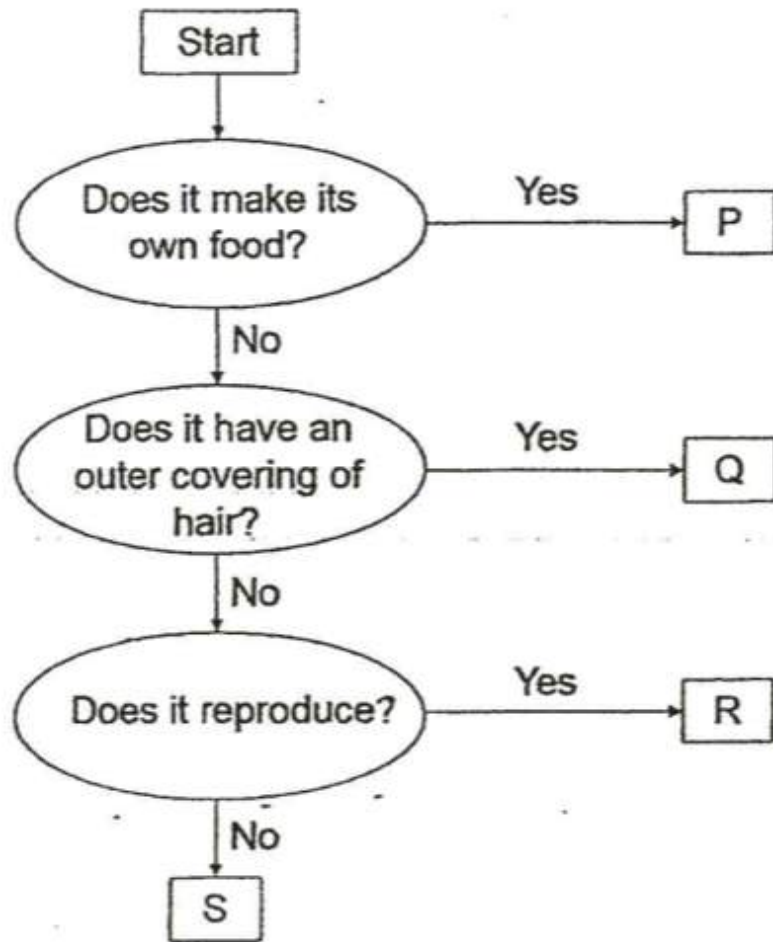 Start
Does it make its
own food?
Yes
P
No
Does it have an
outer covering of
hair?
Yes
Q
No
Does it reproduce?
Yes
R
No
S